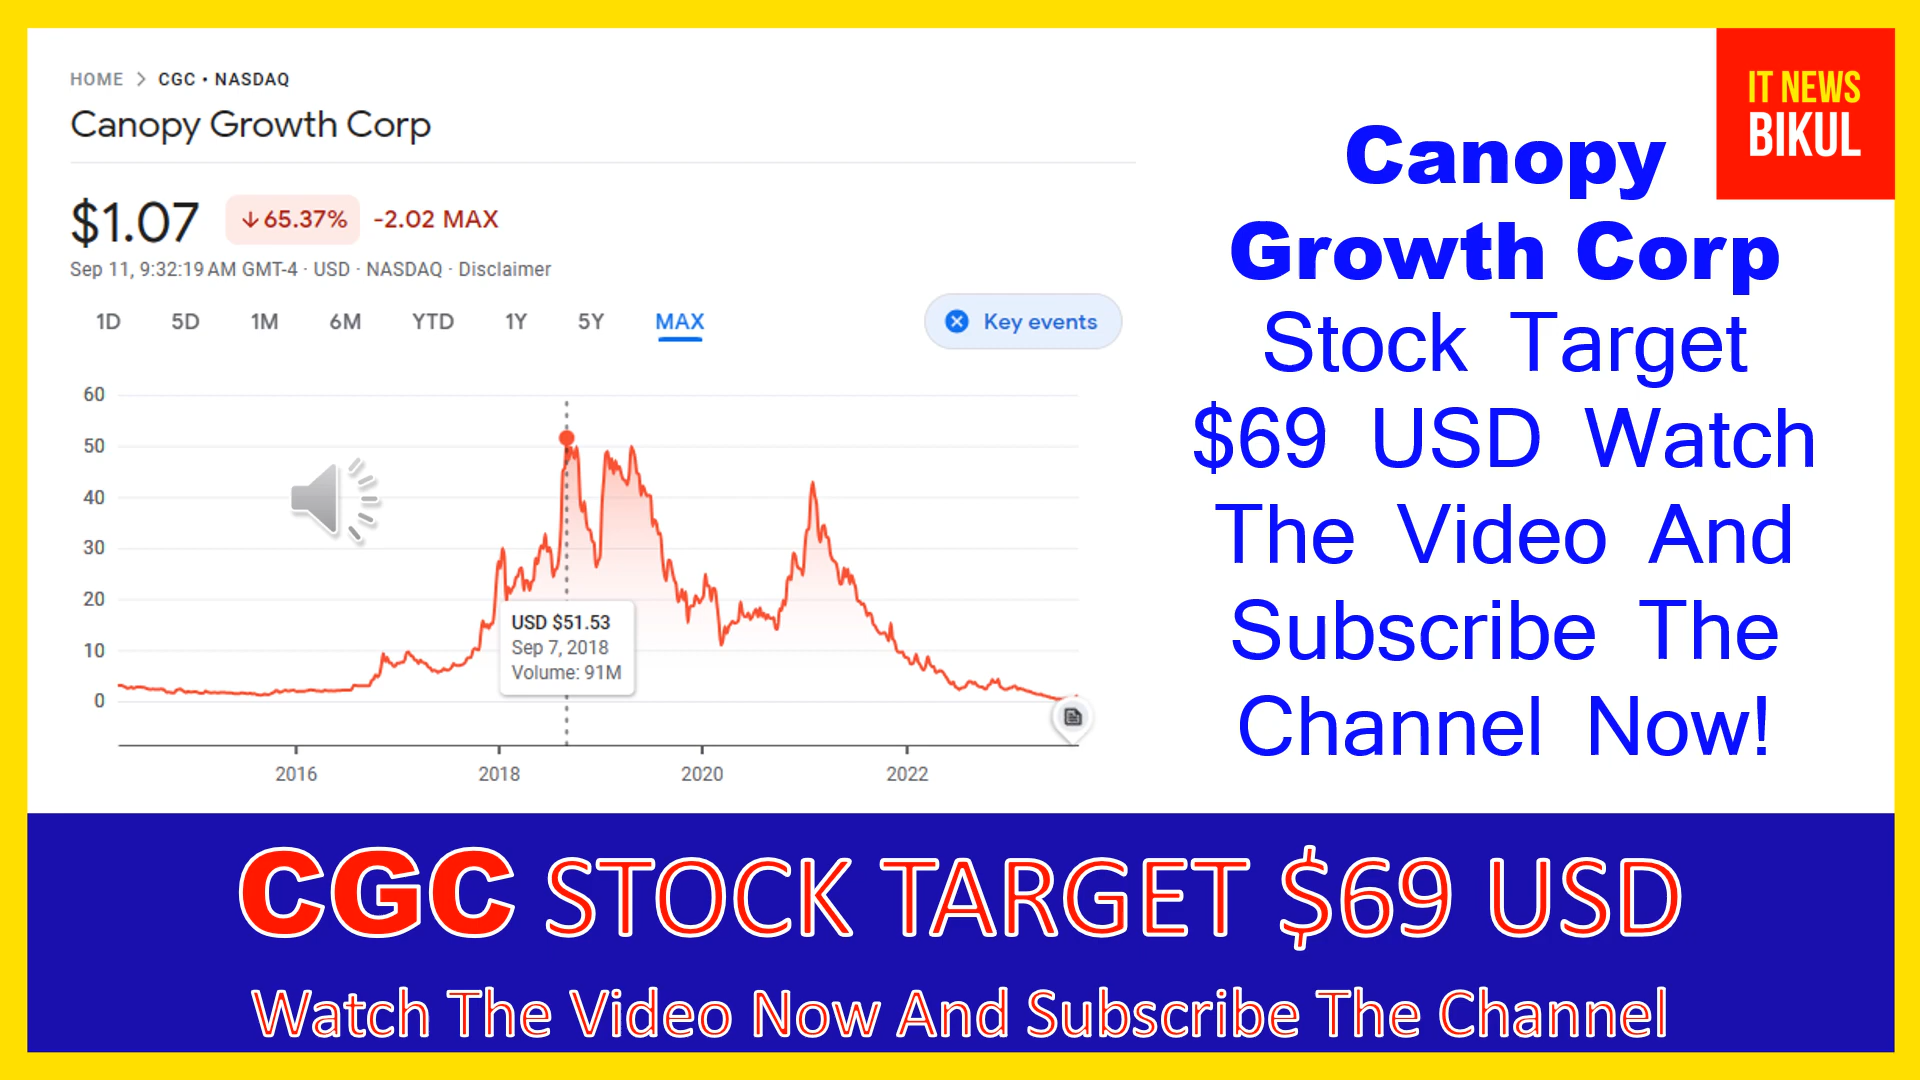 HOME > CGC • NASDAQ
Canopy Growth Corp
$1.07 ↓65.37% -2.02 MAX
Sep 11, 9:32:19 AM GMT-4 · USD · NASDAQ · Disclaimer
1D 5D 1M 6M YTD 1Y 5Y MAX
Key events
60
50
40
30
20
10
0
USD $51.53
Sep 7, 2018
Volume: 91M
2016 2018 2020 2022
IT NEWS
BIKUL
Canopy
Growth Corp
Stock Target
$69 USD Watch
The Video And
Subscribe The
Channel Now!
CGC STOCK TARGET $69 USD
Watch The Video Now And Subscribe The Channel